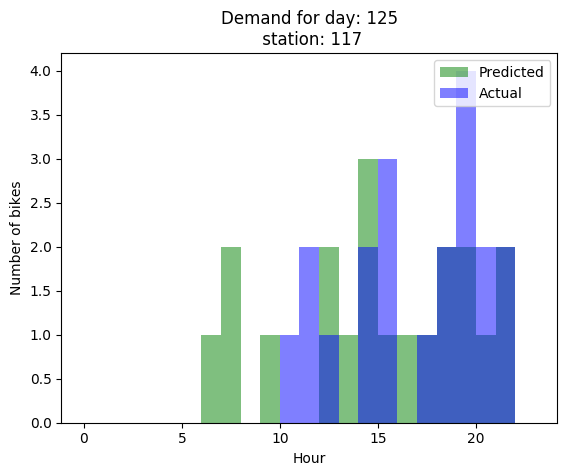 Demand for day: 125
station: 117
Predicted
Actual
Number of bikes
4.0
3.5
3.0
2.5
2.0
1.5
1.0
0.5
0.0
0 5 10 15 20
Hour